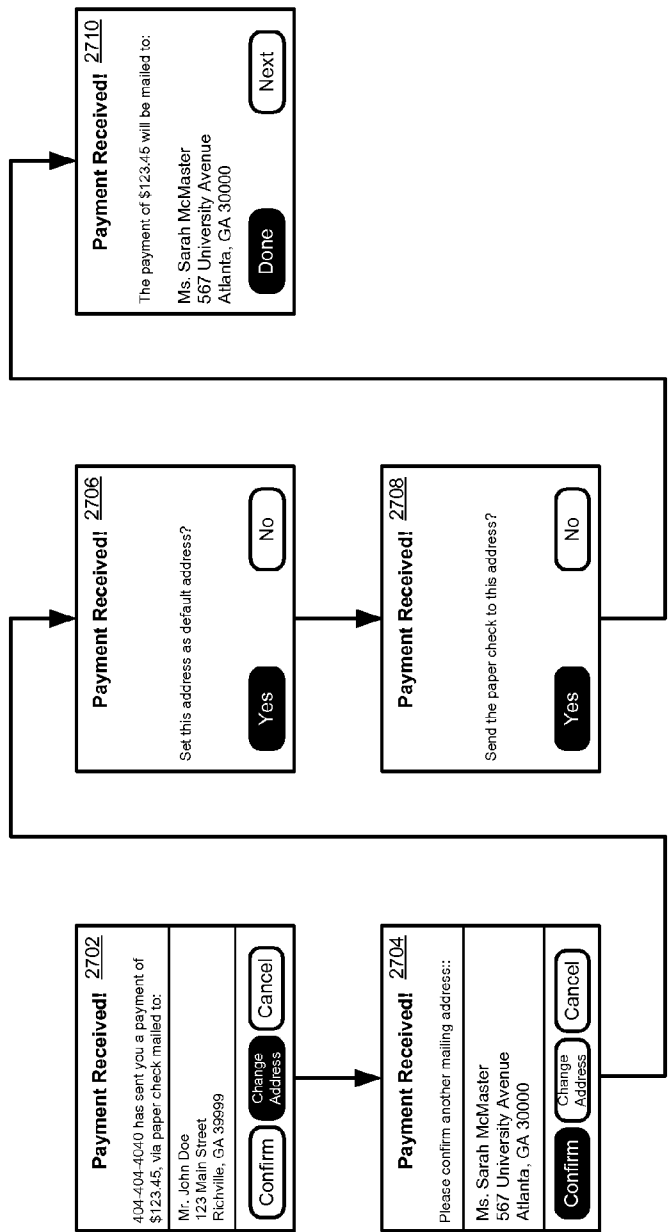 Payment Received! 2702
404-404-4040 has sent you a payment of
$123.45, via paper check mailed to:
Mr. John Doe
123 Main Street
Richville, GA 39999
Confirm
Change
Address
Cancel
Payment Received! 2704
Please confirm another mailing address::
Ms. Sarah McMaster
567 University Avenue
Atlanta, GA 30000
Confirm
Change
Address
Cancel
Payment Received! 2706
Set this address as default address?
Yes
No
Payment Received! 2708
Send the paper check to this address?
Yes
No
Payment Received! 2710
The payment of $123.45 will be mailed to:
Ms. Sarah McMaster
567 University Avenue
Atlanta, GA 30000
Done
Next